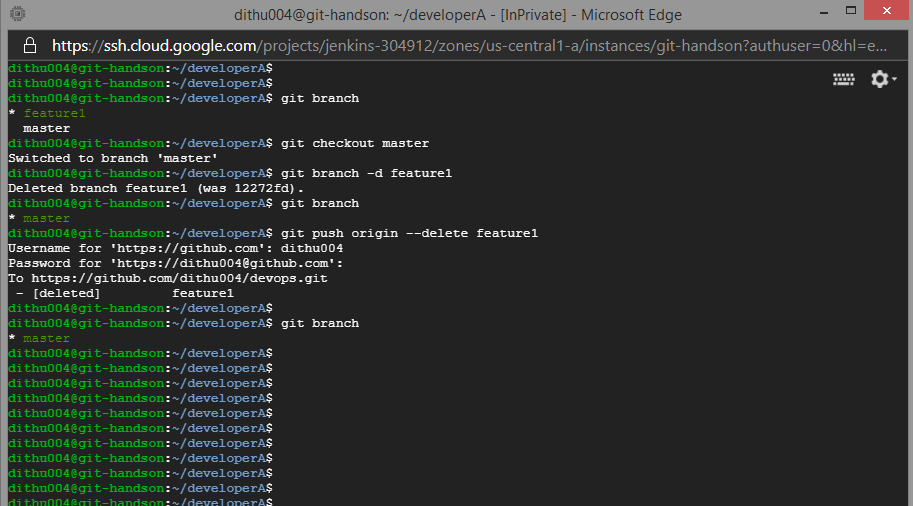 dithu004@git-handson: ~/developerA - [InPrivate] - Microsoft Edge
https://ssh.cloud.google.com/projects/jenkins-304912/zones/us-central1-a/instances/git-handson?authuser=0&hl=e...
dithu004@git-handson:~/developerA$
dithu004@git-handson:~/developerA$
dithu004@git-handson:~/developerA$ git branch
* feature1
  master
dithu004@git-handson:~/developerA$ git checkout master
Switched to branch 'master'
dithu004@git-handson:~/developerA$ git branch -d feature1
Deleted branch feature1 (was 12272fd).
dithu004@git-handson:~/developerA$ git branch
* master
dithu004@git-handson:~/developerA$ git push origin --delete feature1
Username for 'https://github.com': dithu004
Password for 'https://dithu004@github.com':
To https://github.com/dithu004/devops.git
 - [deleted]         feature1
dithu004@git-handson:~/developerA$
dithu004@git-handson:~/developerA$ git branch
* master
dithu004@git-handson:~/developerA$
dithu004@git-handson:~/developerA$
dithu004@git-handson:~/developerA$
dithu004@git-handson:~/developerA$
dithu004@git-handson:~/developerA$
dithu004@git-handson:~/developerA$
dithu004@git-handson:~/developerA$
dithu004@git-handson:~/developerA$
dithu004@git-handson:~/developerA$
dithu004@git-handson:~/developerA$
dithu004@git-handson:~/developerA$